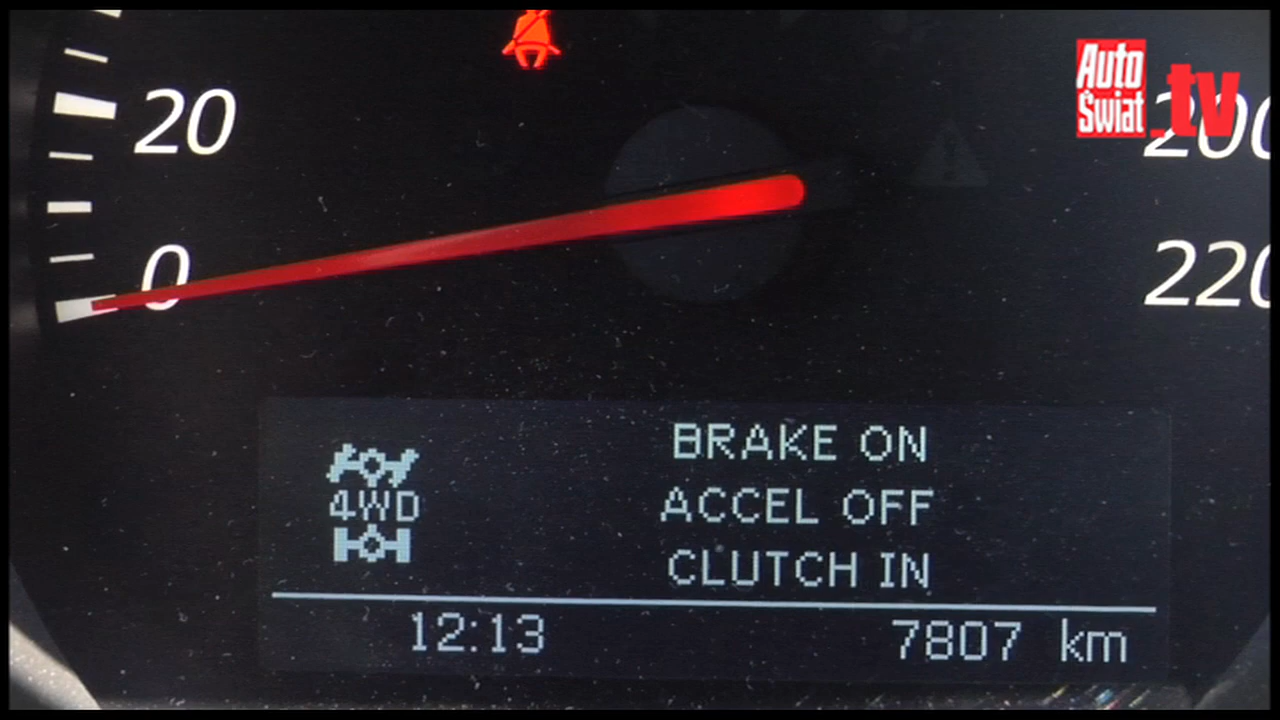 Auto
Świat
.tv
20
200
0
220
BRAKE ON
ACCEL OFF
4WD
CLUTCH IN
12:13
7807 km